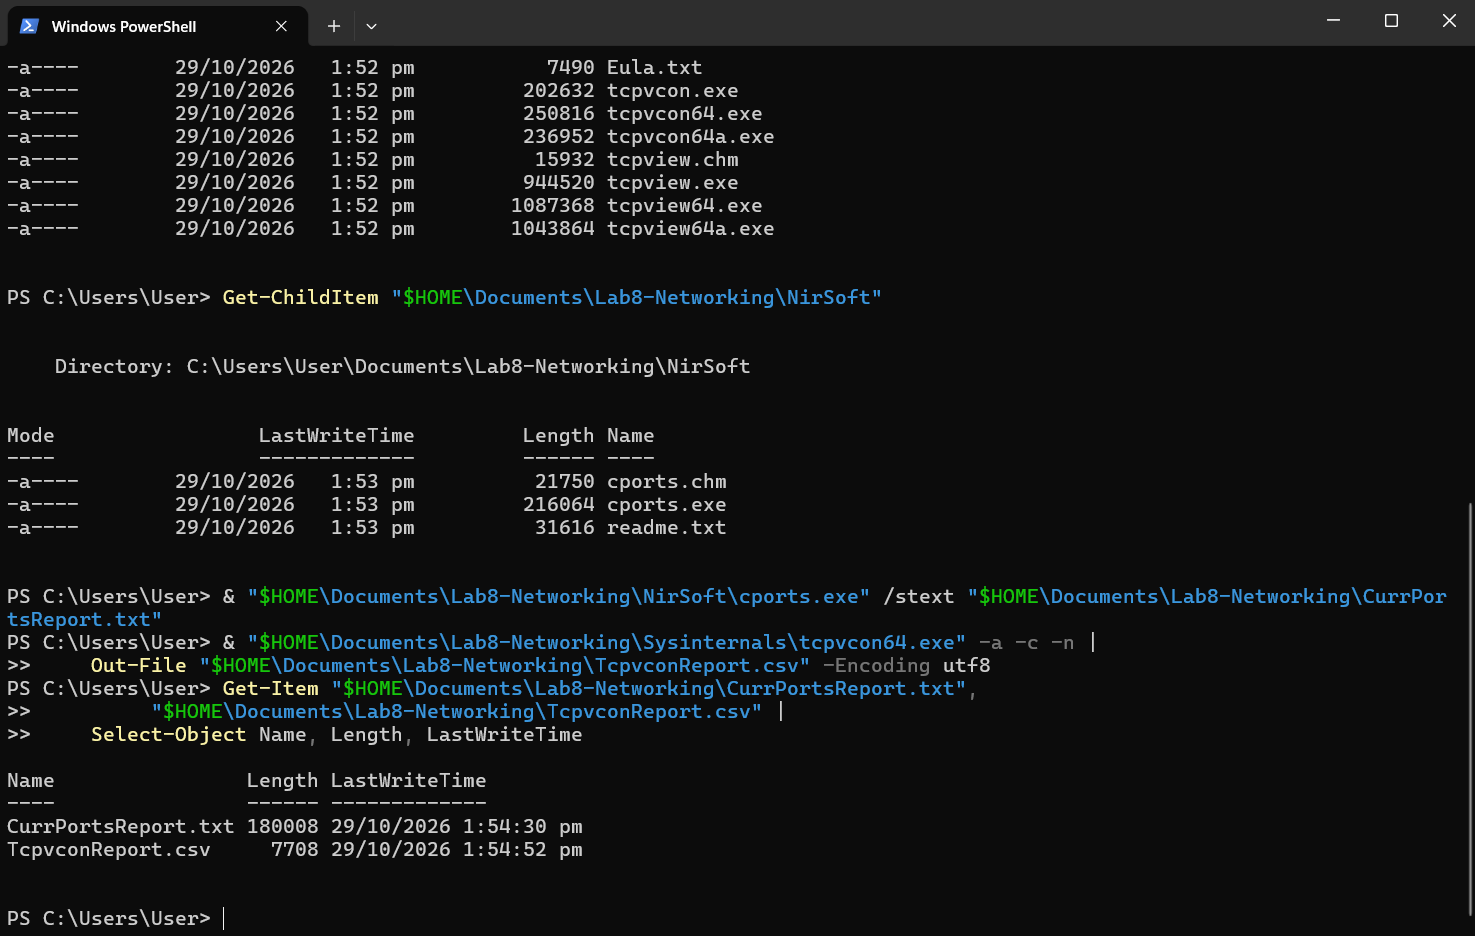 Windows PowerShell
-a----        29/10/2026   1:52 pm           7490 Eula.txt
-a----        29/10/2026   1:52 pm         202632 tcpvcon.exe
-a----        29/10/2026   1:52 pm         250816 tcpvcon64.exe
-a----        29/10/2026   1:52 pm         236952 tcpvcon64a.exe
-a----        29/10/2026   1:52 pm          15932 tcpview.chm
-a----        29/10/2026   1:52 pm         944520 tcpview.exe
-a----        29/10/2026   1:52 pm        1087368 tcpview64.exe
-a----        29/10/2026   1:52 pm        1043864 tcpview64a.exe
PS C:\Users\User> Get-ChildItem "$HOME\Documents\Lab8-Networking\NirSoft"
    Directory: C:\Users\User\Documents\Lab8-Networking\NirSoft
Mode                 LastWriteTime         Length Name
----                 -------------         ------ ----
-a----        29/10/2026   1:53 pm          21750 cports.chm
-a----        29/10/2026   1:53 pm         216064 cports.exe
-a----        29/10/2026   1:53 pm          31616 readme.txt
PS C:\Users\User> & "$HOME\Documents\Lab8-Networking\NirSoft\cports.exe" /stext "$HOME\Documents\Lab8-Networking\CurrPor
tsReport.txt"
PS C:\Users\User> & "$HOME\Documents\Lab8-Networking\Sysinternals\tcpvcon64.exe" -a -c -n |
>>     Out-File "$HOME\Documents\Lab8-Networking\TcpvconReport.csv" -Encoding utf8
PS C:\Users\User> Get-Item "$HOME\Documents\Lab8-Networking\CurrPortsReport.txt",
>>          "$HOME\Documents\Lab8-Networking\TcpvconReport.csv" |
>>     Select-Object Name, Length, LastWriteTime
Name                Length LastWriteTime
----                ------ -------------
CurrPortsReport.txt 180008 29/10/2026 1:54:30 pm
TcpvconReport.csv     7708 29/10/2026 1:54:52 pm
PS C:\Users\User>